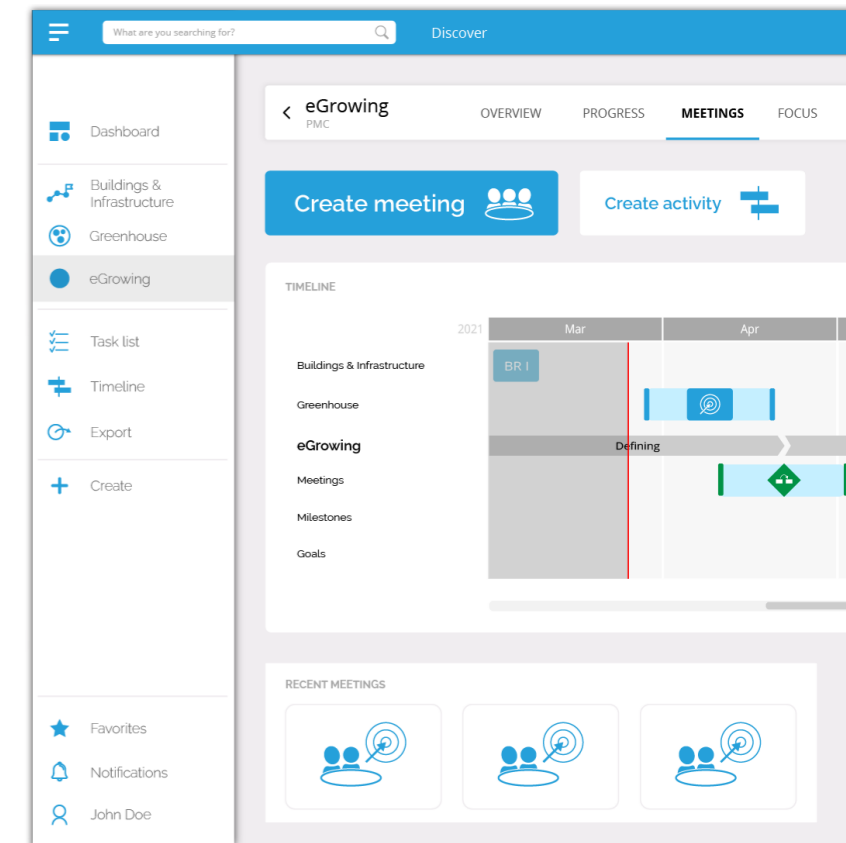 What are you searching for?
Discover
Dashboard
Buildings &
Infrastructure
Greenhouse
eGrowing
Task list
Timeline
Export
Create
Favorites
Notifications
John Doe
eGrowing
PMC
OVERVIEW
PROGRESS
MEETINGS
FOCUS
Create meeting
Create activity
TIMELINE
2021
Mar
Apr
Buildings & Infrastructure
BR I
Greenhouse
eGrowing
Defining
Meetings
Milestones
Goals
RECENT MEETINGS